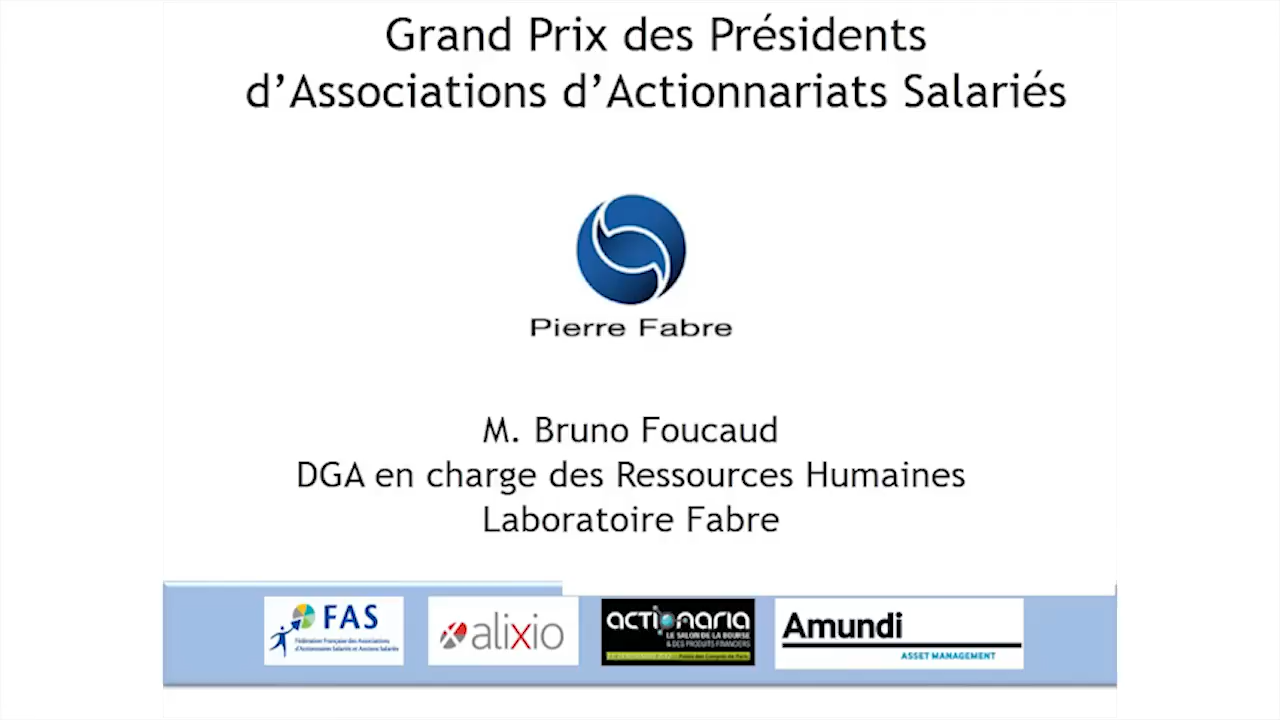 Grand Prix des Présidents
d'Associations d'Actionnariats Salariés
Pierre Fabre
M. Bruno Foucaud
DGA en charge des Ressources Humaines
Laboratoire Fabre
FAS
Fédération Française des Associations
d'Actionnaires Salariés et Anciens Salariés
alixio
actionaria
LE SALON DE LA BOURSE
& DES PRODUITS FINANCIERS
Amundi
ASSET MANAGEMENT